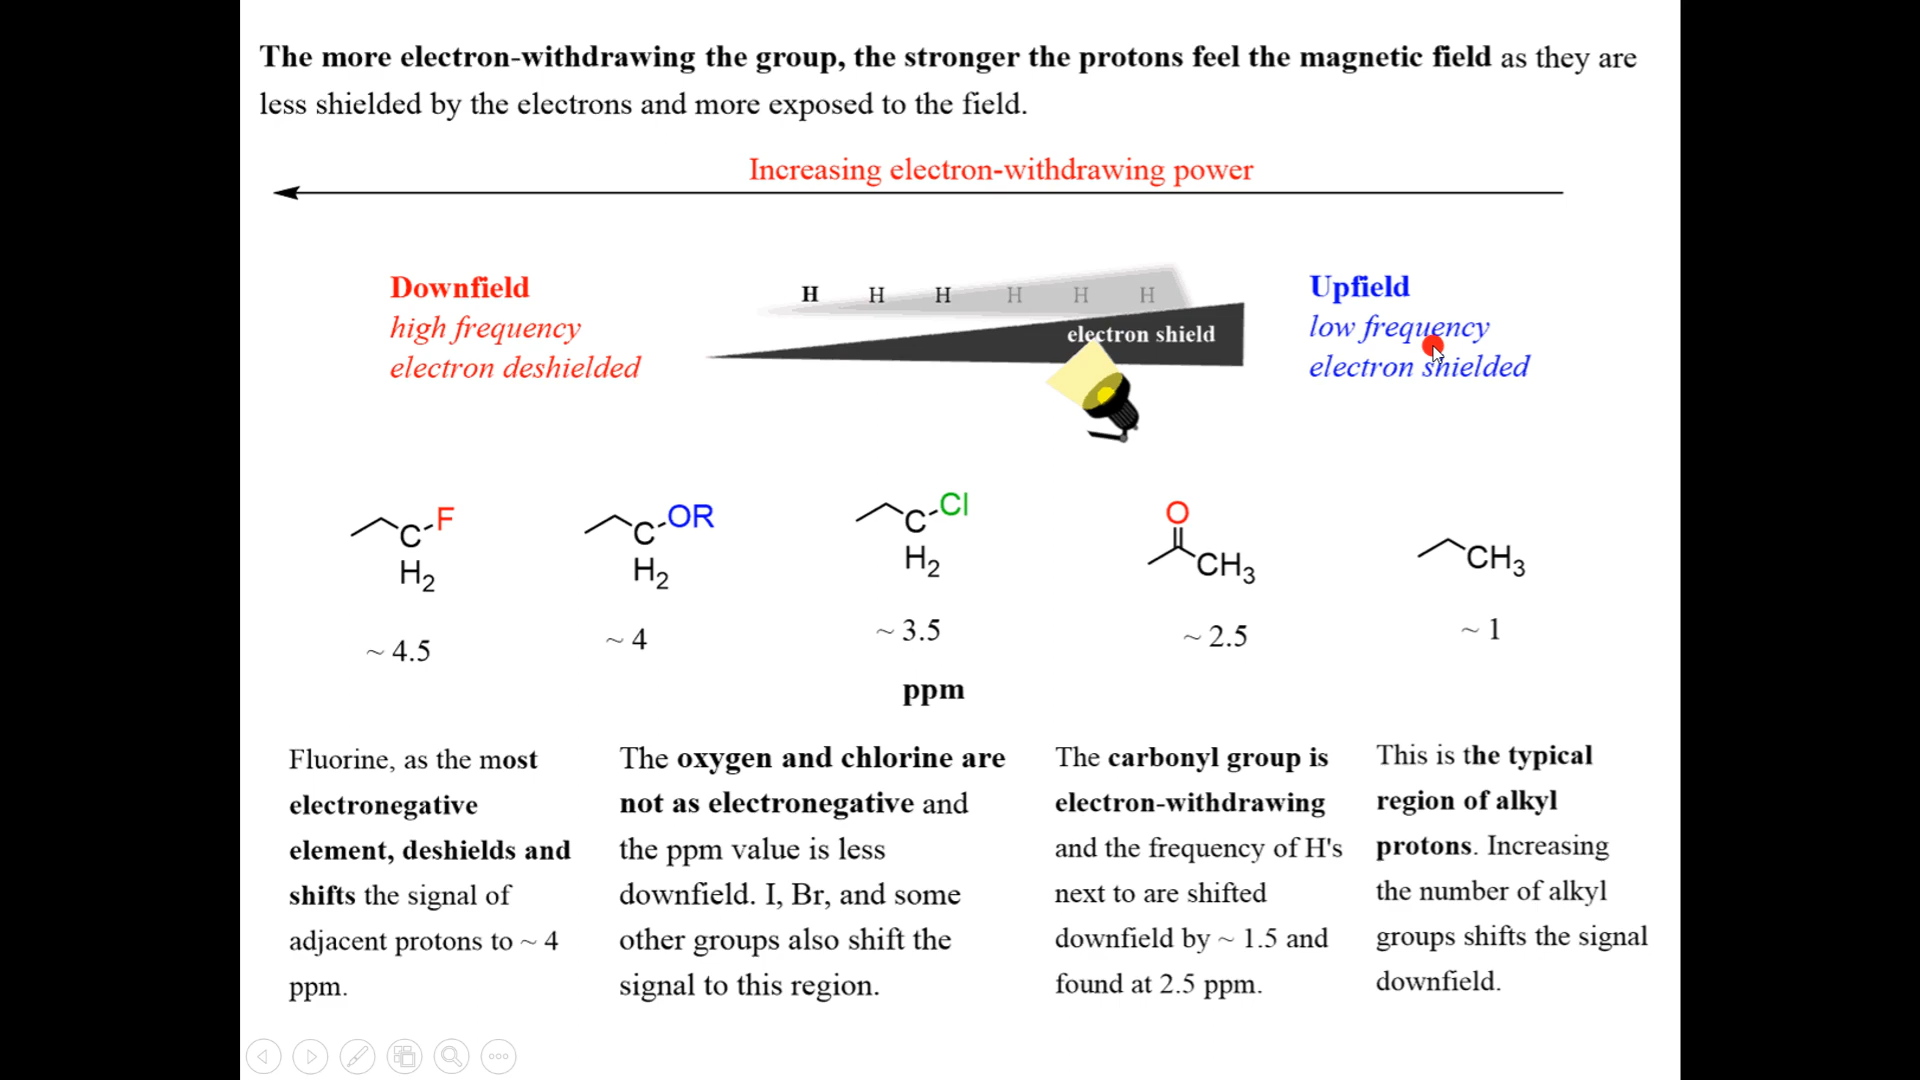 The more electron-withdrawing the group, the stronger the protons feel the magnetic field as they are
less shielded by the electrons and more exposed to the field.
Increasing electron-withdrawing power
Downfield
high frequency
electron deshielded
H H H H H H
electron shield
Upfield
low frequency
electron shielded
C F
H2
~ 4.5
C OR
H2
~ 4
C Cl
H2
~ 3.5
O
CH3
~ 2.5
CH3
~ 1
ppm
Fluorine, as the most
electronegative
element, deshields and
shifts the signal of
adjacent protons to ~ 4
ppm.
The oxygen and chlorine are
not as electronegative and
the ppm value is less
downfield. I, Br, and some
other groups also shift the
signal to this region.
The carbonyl group is
electron-withdrawing
and the frequency of H's
next to are shifted
downfield by ~ 1.5 and
found at 2.5 ppm.
This is the typical
region of alkyl
protons. Increasing
the number of alkyl
groups shifts the signal
downfield.